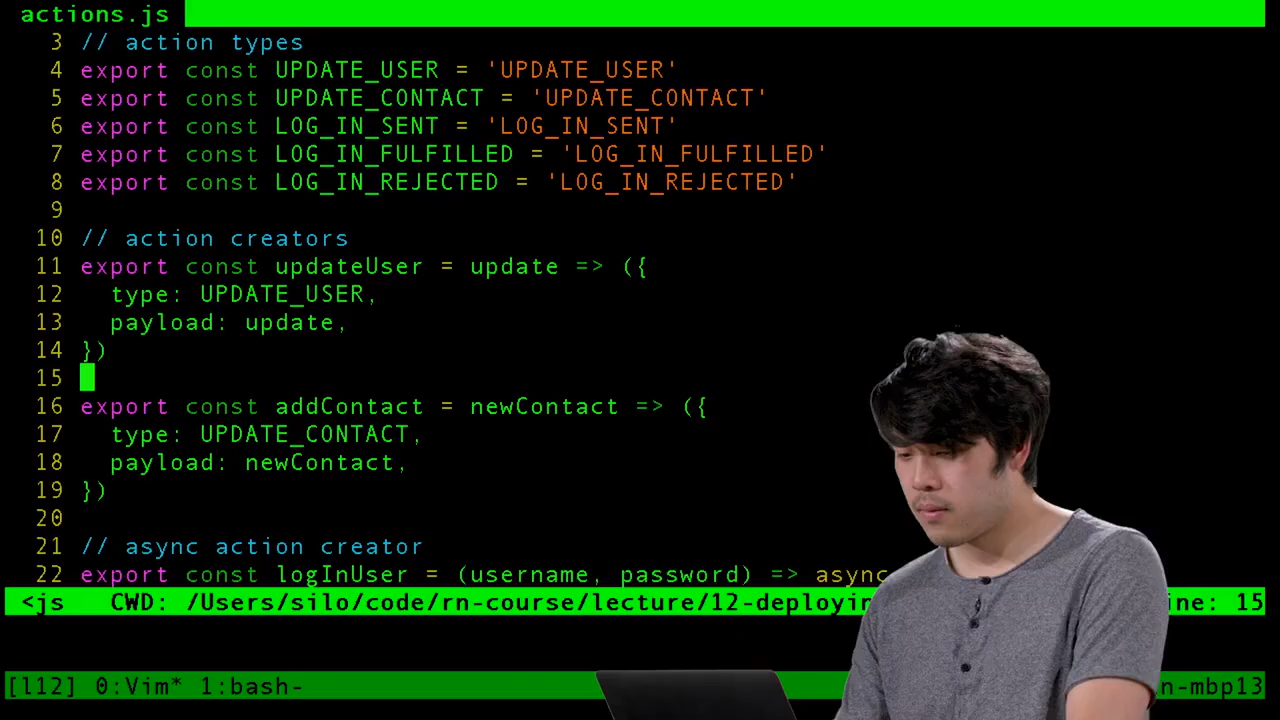 actions.js
3 // action types
4 export const UPDATE_USER = 'UPDATE_USER'
5 export const UPDATE_CONTACT = 'UPDATE_CONTACT'
6 export const LOG_IN_SENT = 'LOG_IN_SENT'
7 export const LOG_IN_FULFILLED = 'LOG_IN_FULFILLED'
8 export const LOG_IN_REJECTED = 'LOG_IN_REJECTED'
9
10 // action creators
11 export const updateUser = update => ({
12   type: UPDATE_USER,
13   payload: update,
14 })
15
16 export const addContact = newContact => ({
17   type: UPDATE_CONTACT,
18   payload: newContact,
19 })
20
21 // async action creator
22 export const logInUser = (username, password) => async
<js   CWD: /Users/silo/code/rn-course/lecture/12-deployin ine: 15
[l12] 0:Vim* 1:bash- n-mbp13